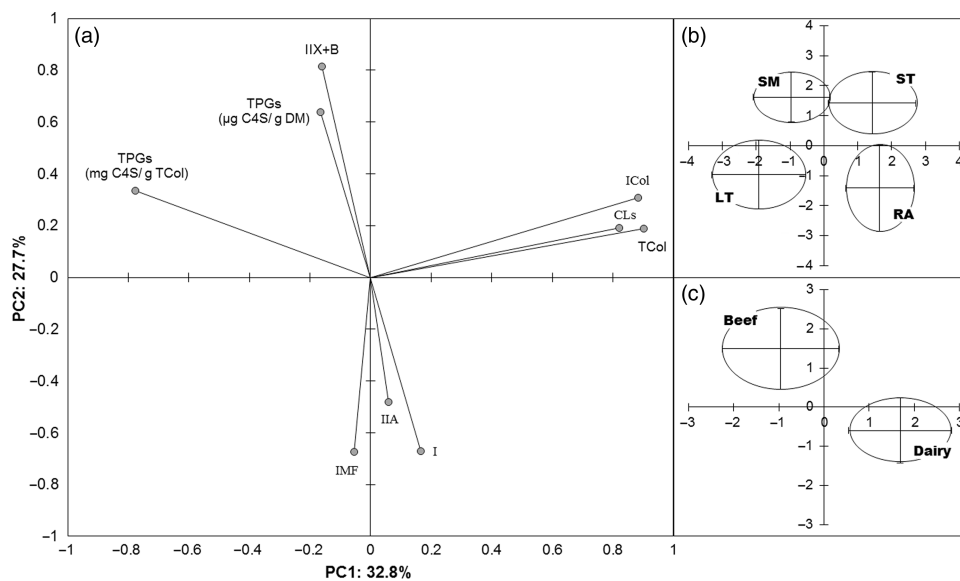 (a)
1
0.8
0.6
0.4
0.2
0
−0.2
−0.4
−0.6
−0.8
−1
PC2: 27.7%
IIX+B
TPGs
(µg C4S/ g DM)
TPGs
(mg C4S/ g TCol)
ICol
CLs
TCol
IIA
IMF
I
−1 −0.8 −0.6 −0.4 −0.2 0 0.2 0.4 0.6 0.8 1
PC1: 32.8%
(b)
4
3
2
1
0
−1
−2
−3
−4
SM
ST
−4 −3 −2 −1 0 1 2 3 4
LT
RA
(c)
3
2
1
0
−1
−2
−3
Beef
−3 −2 −1 0 1 2 3
Dairy